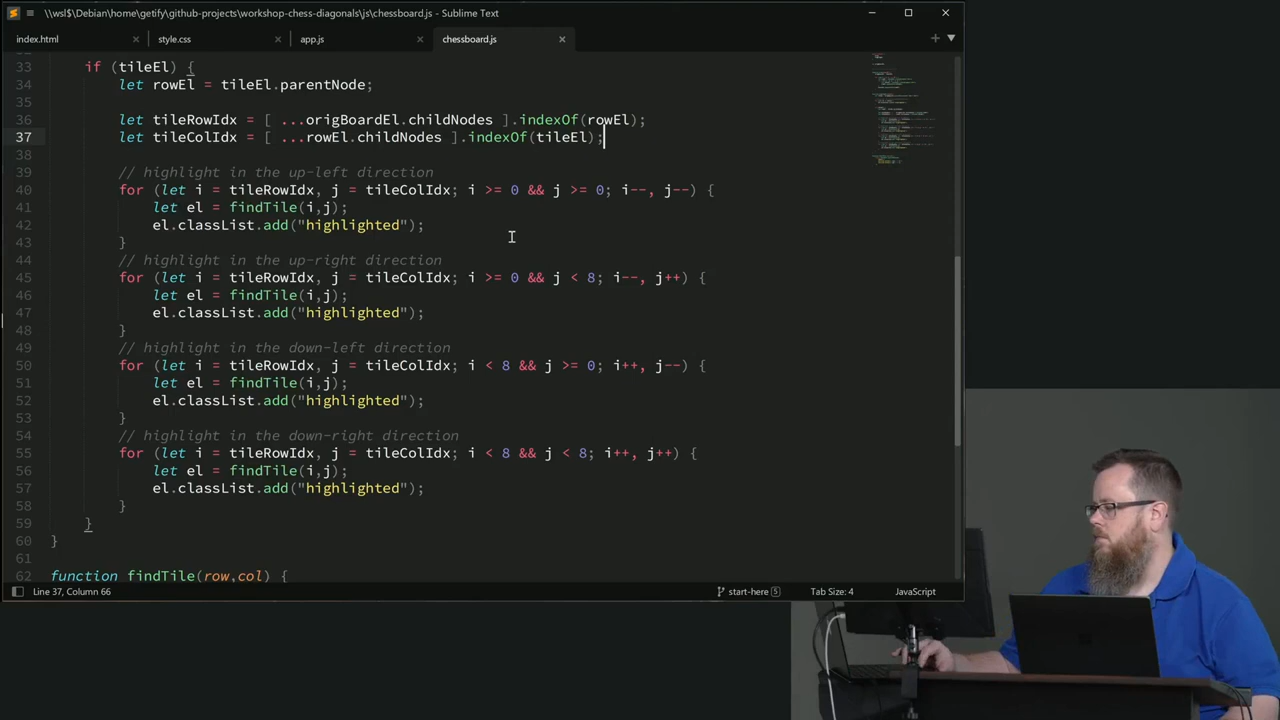 \\wsl$\Debian\home\getify\github-projects\workshop-chess-diagonals\js\chessboard.js - Sublime Text
index.html
style.css
app.js
chessboard.js
33 if (tileEl) {
34 let rowEl = tileEl.parentNode;
35
36 let tileRowIdx = [ ...origBoardEl.childNodes ].indexOf(rowEl);
37 let tileColIdx = [ ... rowEl.childNodes ].indexOf(tileEl);
38
39 // highlight in the up-left direction
40 for (let i = tileRowIdx, j = tileColIdx; i >= 0 && j >= 0; i--, j--) {
41 let el = findTile(i,j);
42 el.classList.add("highlighted");
43 }
44 // highlight in the up-right direction
45 for (let i = tileRowIdx, j = tileColIdx; i >= 0 && j < 8; i--, j++) {
46 let el = findTile(i,j);
47 el.classList.add("highlighted");
48 }
49 // highlight in the down-left direction
50 for (let i = tileRowIdx, j = tileColIdx; i < 8 && j >= 0; i++, j--) {
51 let el = findTile(i,j);
52 el.classList.add("highlighted");
53 }
54 // highlight in the down-right direction
55 for (let i = tileRowIdx, j = tileColIdx; i < 8 && j < 8; i++, j++) {
56 let el = findTile(i,j);
57 el.classList.add("highlighted");
58 }
59 }
60 }
61
62 function findTile(row,col) {
Line 37, Column 66
start-here 5
Tab Size: 4
JavaScript